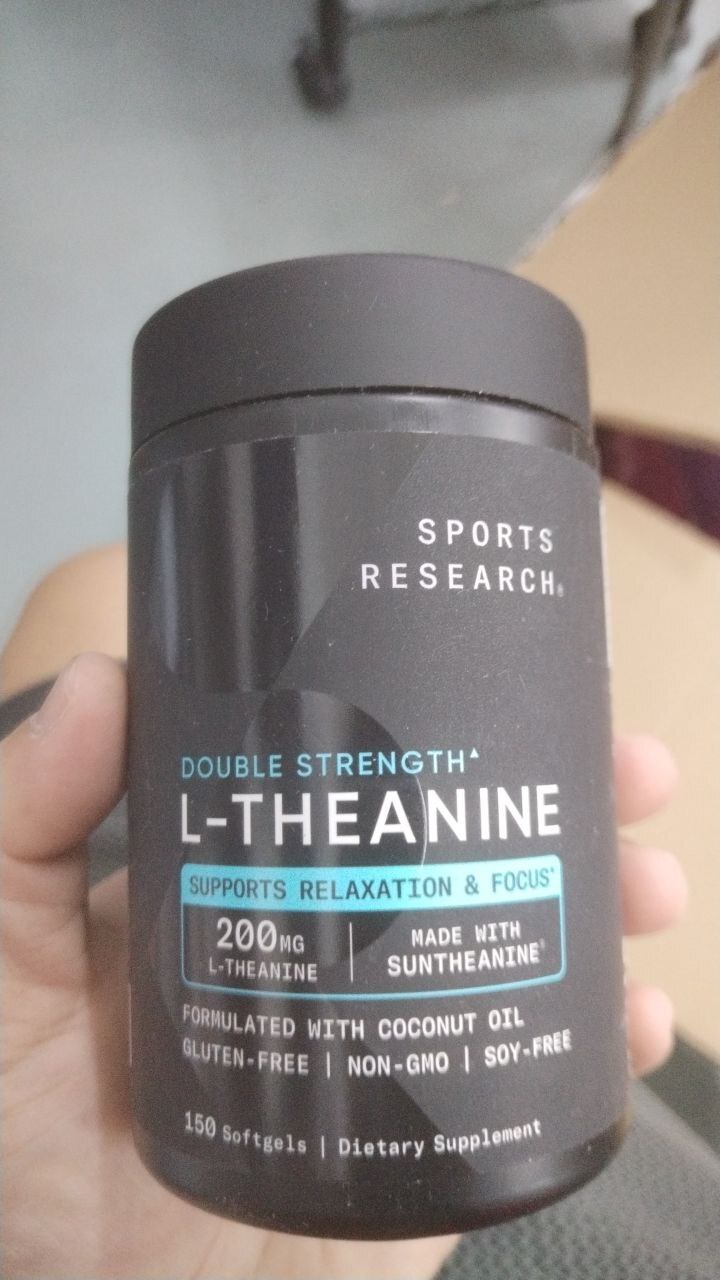 SPORTS
RESEARCH®
DOUBLE STRENGTH▲
L-THEANINE
SUPPORTS RELAXATION & FOCUS*
200MG
L-THEANINE
MADE WITH
SUNTHEANINE®
FORMULATED WITH COCONUT OIL
GLUTEN-FREE | NON-GMO | SOY-FREE
150 Softgels | Dietary Supplement